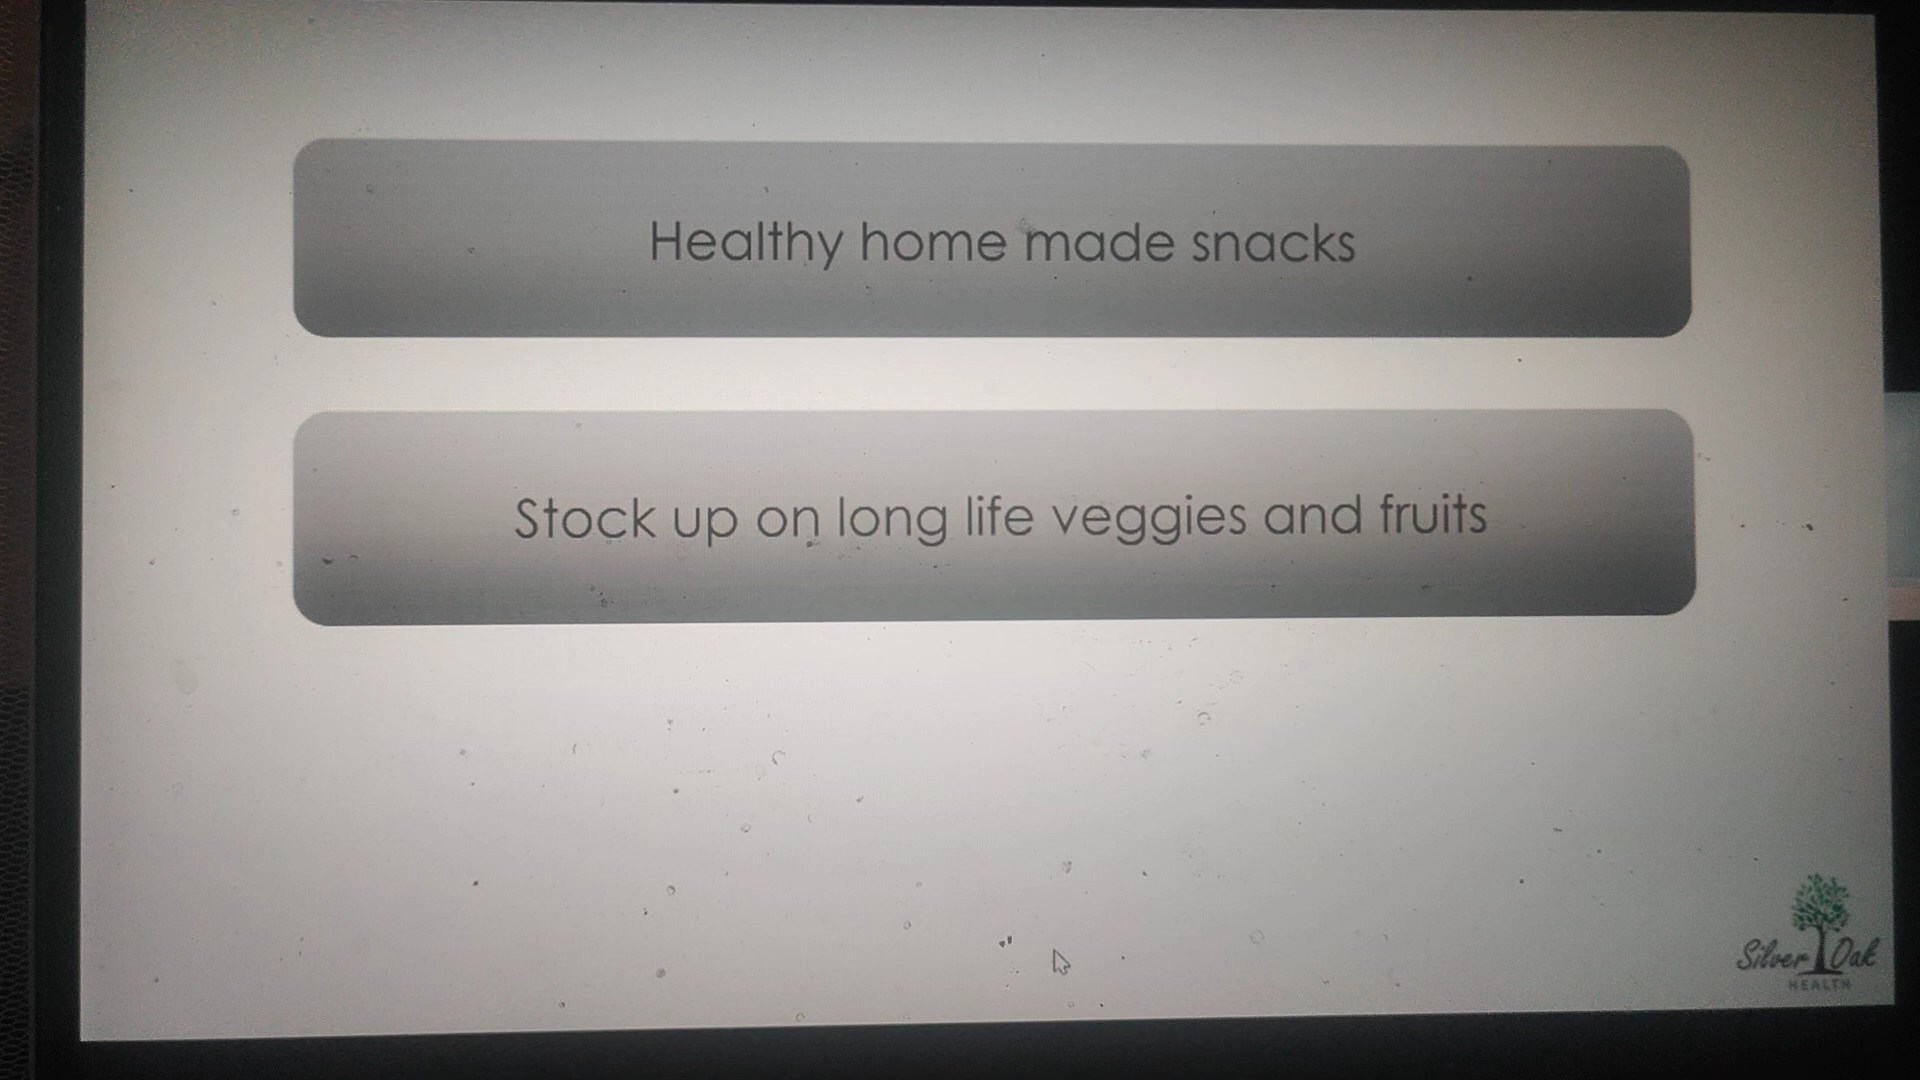 Healthy home made snacks
Stock up on long life veggies and fruits
Silver Oak
HEALTH